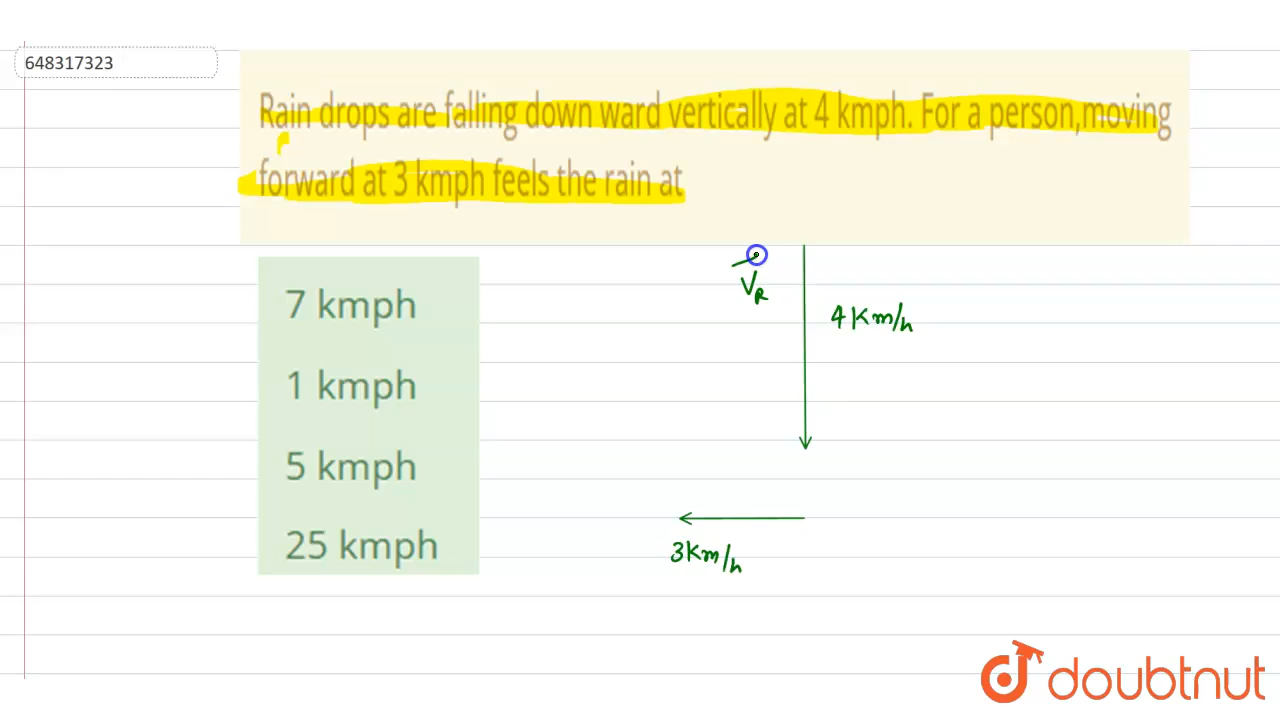 648317323
Rain drops are falling down ward vertically at 4 kmph. For a person,moving
forward at 3 kmph feels the rain at
7 kmph
1 kmph
5 kmph
25 kmph
V_R
4 Km/h
3 Km/h
doubtnut